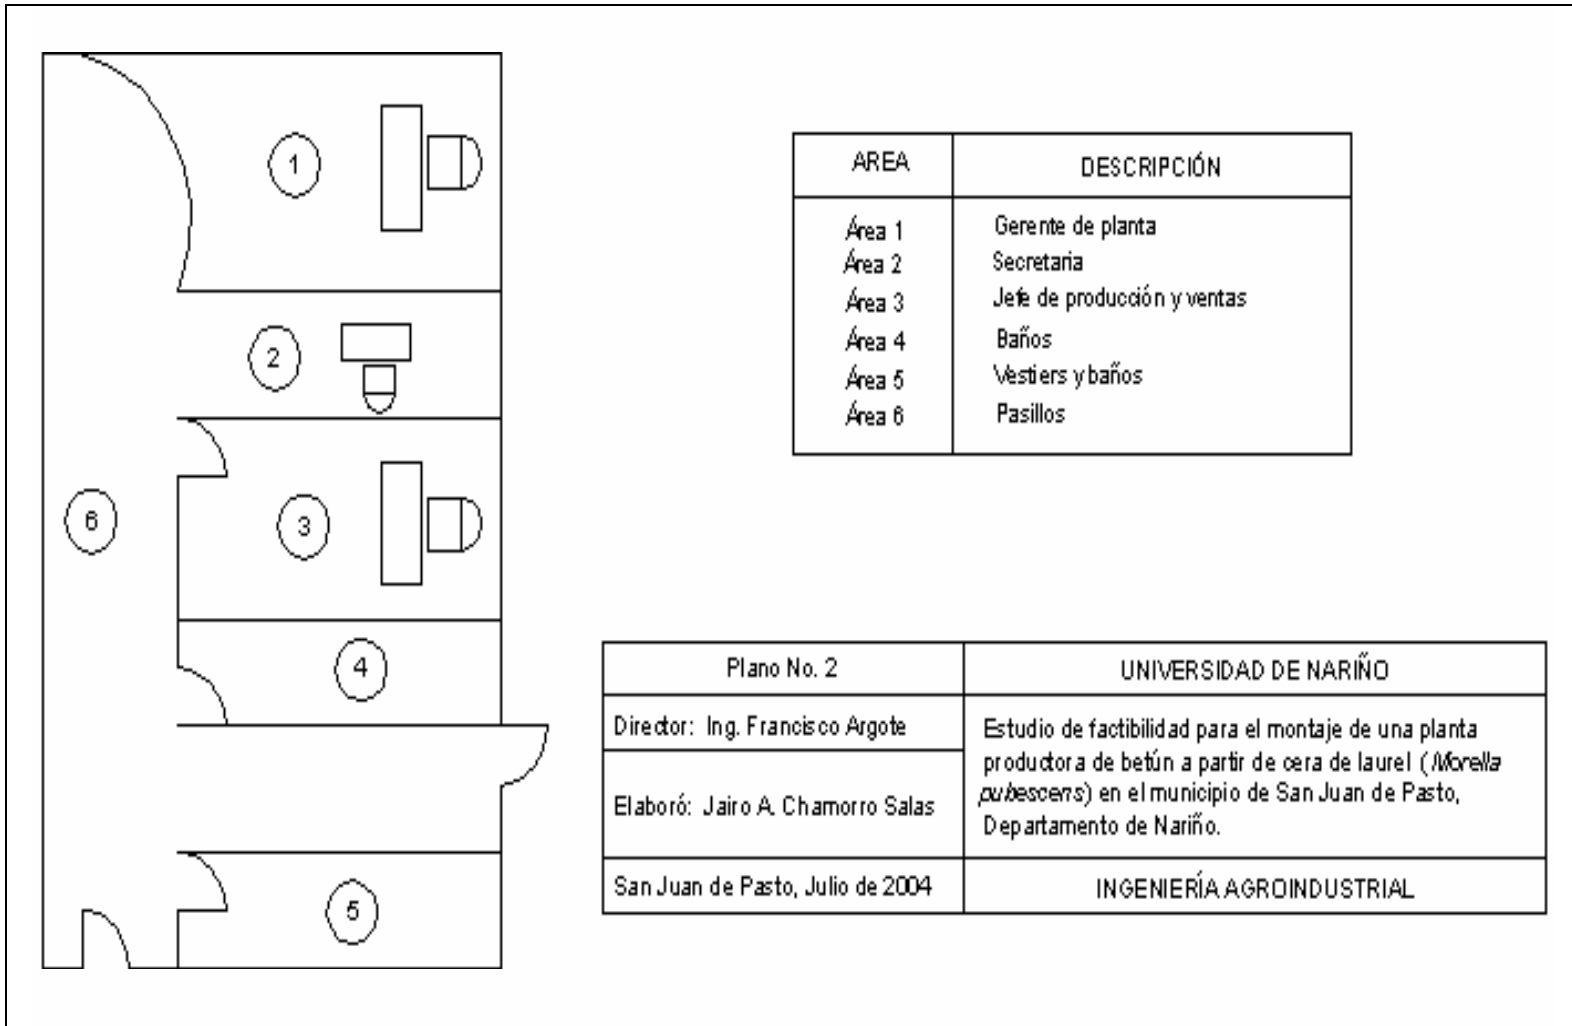 1
2
3
4
5
6
AREA DESCRIPCIÓN
Área 1 Gerente de planta
Área 2 Secretaria
Área 3 Jefe de producción y ventas
Área 4 Baños
Área 5 Vestiers y baños
Área 6 Pasillos
Plano No. 2
UNIVERSIDAD DE NARIÑO
Director: Ing. Francisco Argote
Elaboró: Jairo A. Chamorro Salas
Estudio de factibilidad para el montaje de una planta
productora de betún a partir de cera de laurel (Morella
pubescens) en el municipio de San Juan de Pasto,
Departamento de Nariño.
San Juan de Pasto, Julio de 2004
INGENIERÍA AGROINDUSTRIAL